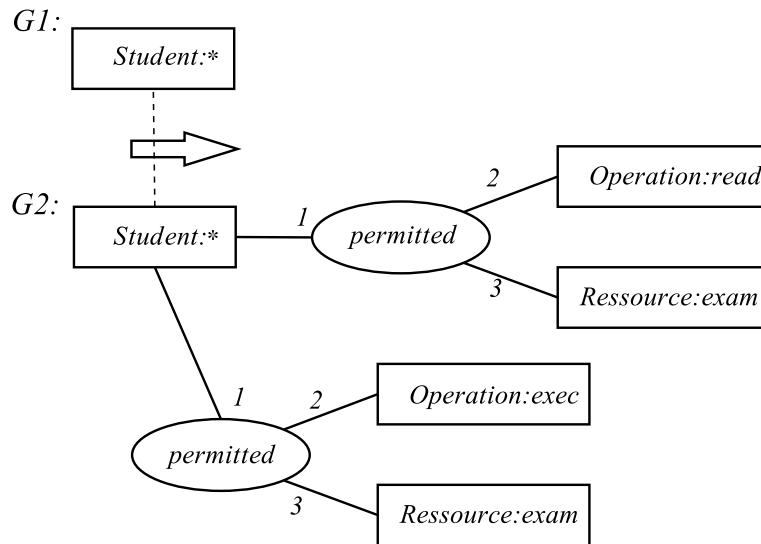 G1:
Student:*
G2:
Student:*
1
permitted
2
Operation:read
3
Ressource:exam
1
permitted
2
Operation:exec
3
Ressource:exam